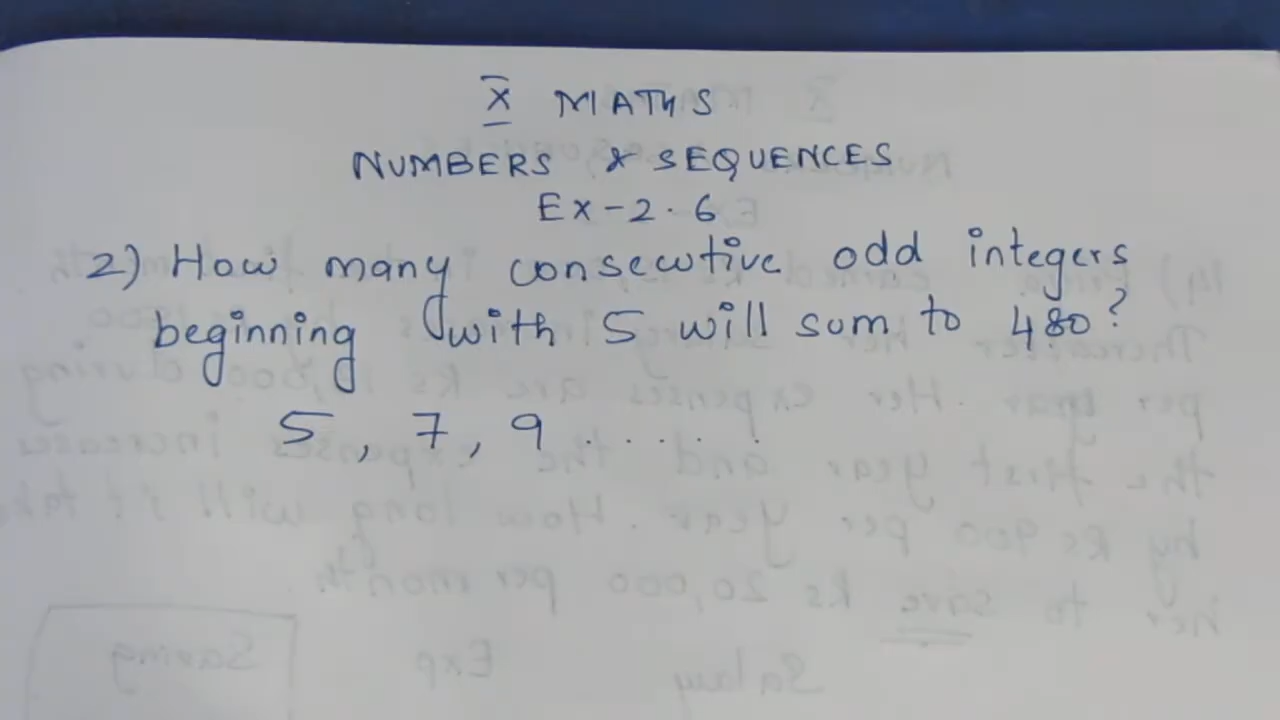 X MATHS
NUMBERS & SEQUENCES
Ex-2.6
2) How many consecutive odd integers
beginning with 5 will sum to 480?
5, 7, 9 . . . . .